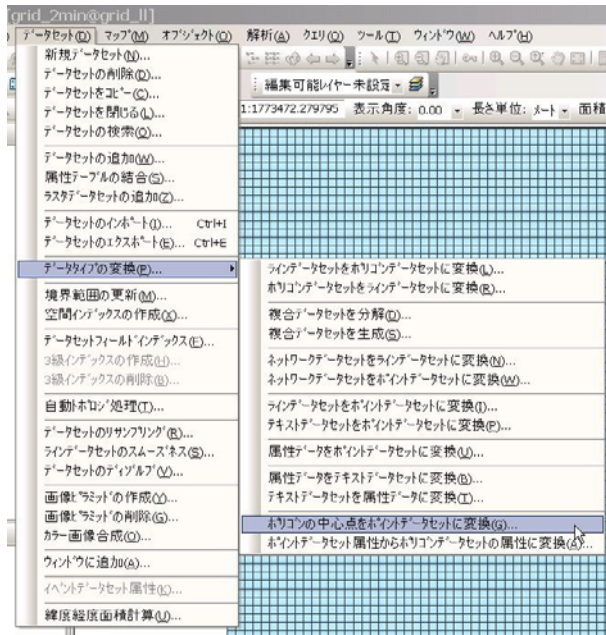 [grid_2min@grid_ll]
データセット(D) マップ(M) オブジェクト(O) 解析(A) クエリ(Q) ツール(T) ウィンドウ(W) ヘルプ(H)
新規データセット(N)...
データセットの削除(D)...
データセットをコピー(C)...
データセットを閉じる(L)...
データセットの検索(Q)...
編集可能レイヤー未設定
1:1773472.279795 表示角度: 0.00 長さ単位: メート 面積
データセットの追加(W)...
属性テーブルの結合(S)...
ラスタデータセットの追加(Z)...
データセットのインポート(I)... Ctrl+I
データセットのエクスポート(E)... Ctrl+E
データタイプの変換(P)...
境界範囲の更新(M)...
空間インデックスの作成(X)...
データセットフィールドインデックス(F)...
3級インデックスの作成(H)...
3級インデックスの削除(B)...
自動トポロジ処理(T)...
データセットのリサンプリング(R)...
ラインデータセットのスムーズネス(S)...
データセットのディゾルブ(V)...
画像ピラミッドの作成(Y)...
画像ピラミッドの削除(G)...
カラー画像合成(O)...
ウィンドウに追加(A)...
イベントデータセット属性(K)...
緯度経度面積計算(U)...
ラインデータセットをポリゴンデータセットに変換(L)...
ポリゴンデータセットをラインデータセットに変換(R)...
複合データセットを分解(D)...
複合データセットを生成(S)...
ネットワークデータセットをラインデータセットに変換(N)...
ネットワークデータセットをポイントデータセットに変換(W)...
ラインデータセットをポイントデータセットに変換(I)...
テキストデータセットをポイントデータセットに変換(P)...
属性データをポイントデータセットに変換(U)...
属性データをテキストデータセットに変換(B)...
テキストデータセットを属性データに変換(T)...
ポリゴンの中心点をポイントデータセットに変換(G)...
ポイントデータセット属性からポリゴンデータセットの属性に変換(A)...